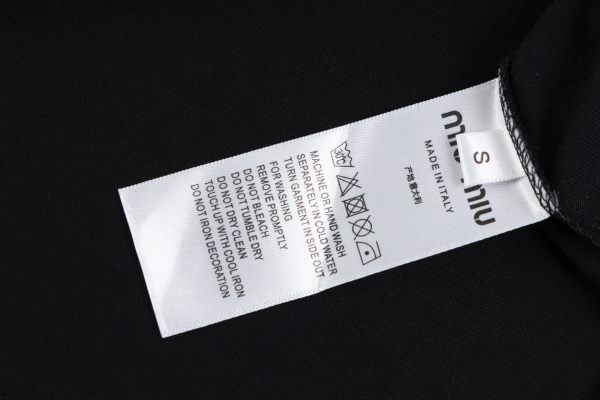 miu miu
S
MADE IN ITALY
产地:意大利
30℃
MACHINE OR HAND WASH
SEPARATELY IN COLD WATER
TURN GARMENT IN SIDE OUT
FOR WASHING
REMOVE PROMPTLY
DO NOT BLEACH
DO NOT TUMBLE DRY
DO NOT DRY CLEAN
TOUCH UP WITH COOL IRON
DO NOT IRON DECORATION